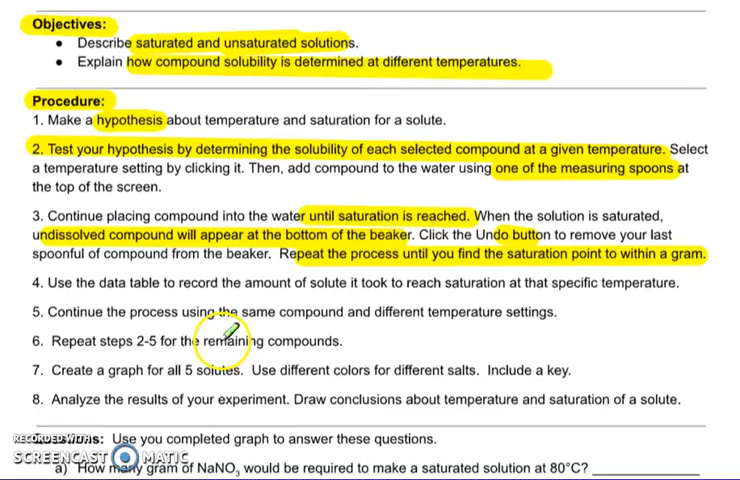 Objectives:
• Describe saturated and unsaturated solutions.
• Explain how compound solubility is determined at different temperatures.
Procedure:
1. Make a hypothesis about temperature and saturation for a solute.
2. Test your hypothesis by determining the solubility of each selected compound at a given temperature. Select
a temperature setting by clicking it. Then, add compound to the water using one of the measuring spoons at
the top of the screen.
3. Continue placing compound into the water until saturation is reached. When the solution is saturated,
undissolved compound will appear at the bottom of the beaker. Click the Undo button to remove your last
spoonful of compound from the beaker. Repeat the process until you find the saturation point to within a gram.
4. Use the data table to record the amount of solute it took to reach saturation at that specific temperature.
5. Continue the process using the same compound and different temperature settings.
6. Repeat steps 2-5 for the remaining compounds.
7. Create a graph for all 5 solutes. Use different colors for different salts. Include a key.
8. Analyze the results of your experiment. Draw conclusions about temperature and saturation of a solute.
RECORDED WITH
Use you completed graph to answer these questions.
SCREENCAST MATIC
a) How many gram of NaNO₃ would be required to make a saturated solution at 80°C? ____________